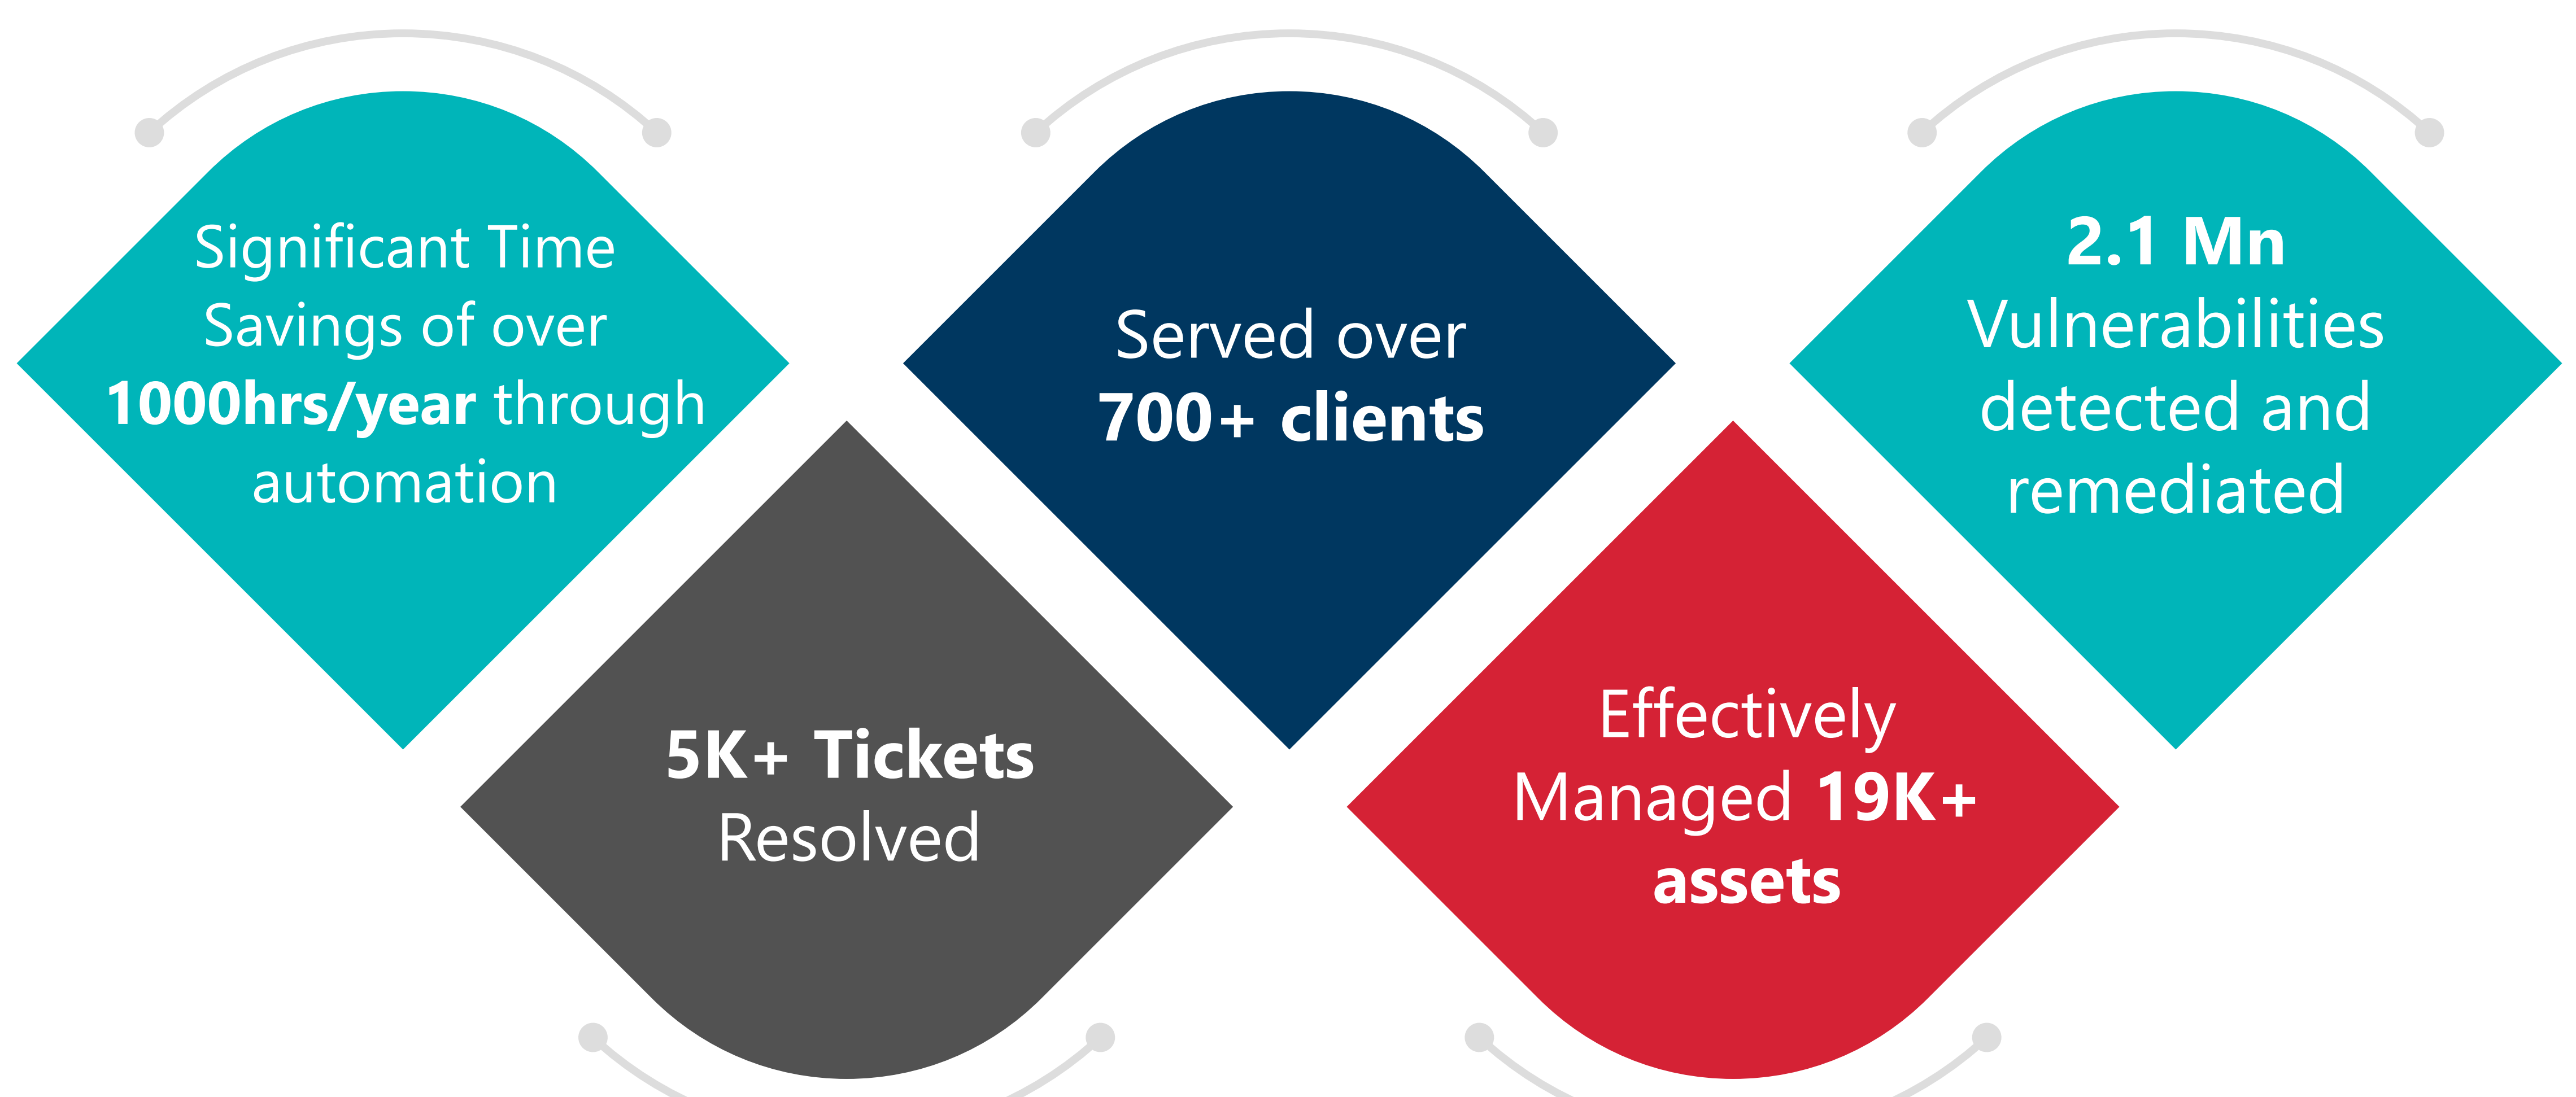 Significant Time
Savings of over
1000hrs/year through
automation
5K+ Tickets
Resolved
Served over
700+ clients
Effectively
Managed 19K+
assets
2.1 Mn
Vulnerabilities
detected and
remediated